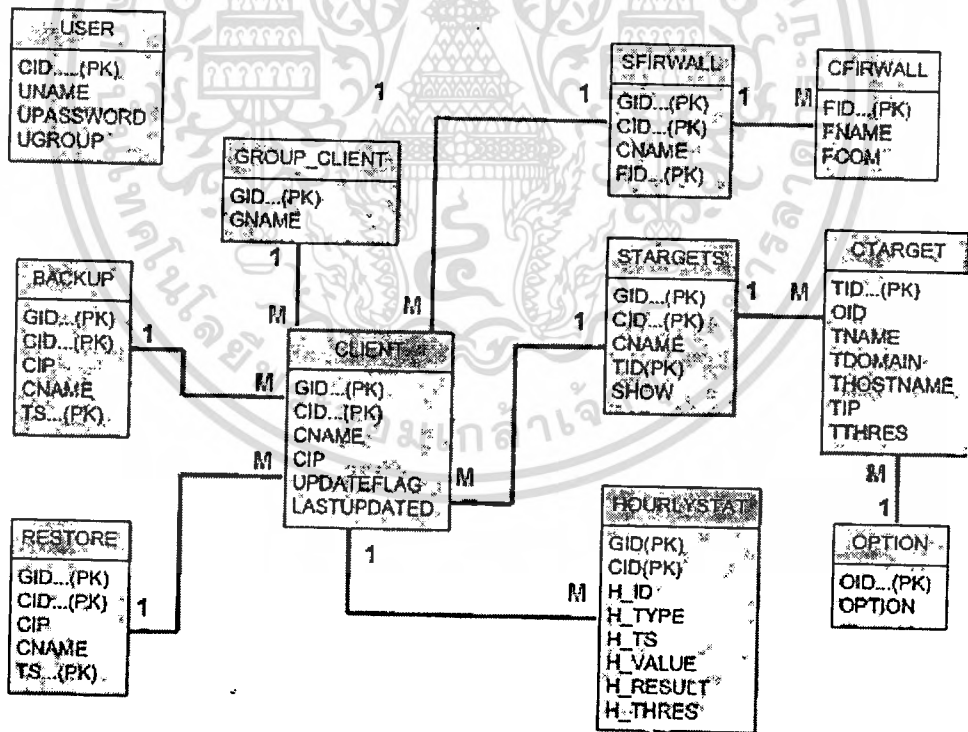 USER
CID.....(PK)
UNAME
UPASSWORD
UGROUP
1
GROUP_CLIENT
GID...(PK)
GNAME
1
M
SFIRWALL
GID...(PK)
CID...(PK)
CNAME
FID...(PK)
1
M
1
M
CFIRWALL
FID...(PK)
FNAME
FCOM
BACKUP
GID...(PK)
CID...(PK)
CIP
CNAME
TS...(PK)
1
M
CLIENT
GID...(PK)
CID...(PK)
CNAME
CIP
UPDATEFLAG
LASTUPDATED
STARGETS
GID...(PK)
CID...(PK)
CNAME
TID(PK)
SHOW
1
M
1
M
CTARGET
TID...(PK)
OID
TNAME
TDOMAIN
THOSTNAME
TIP
TTHRES
M
1
RESTORE
GID...(PK)
CID...(PK)
CIP
CNAME
TS...(PK)
1
M
1
M
HOURLYSTAT
GID(PK)
CID(PK)
H_ID
H_TYPE
H_TS
H_VALUE
H_RESULT
H_THRES
OPTION
OID...(PK)
OPTION